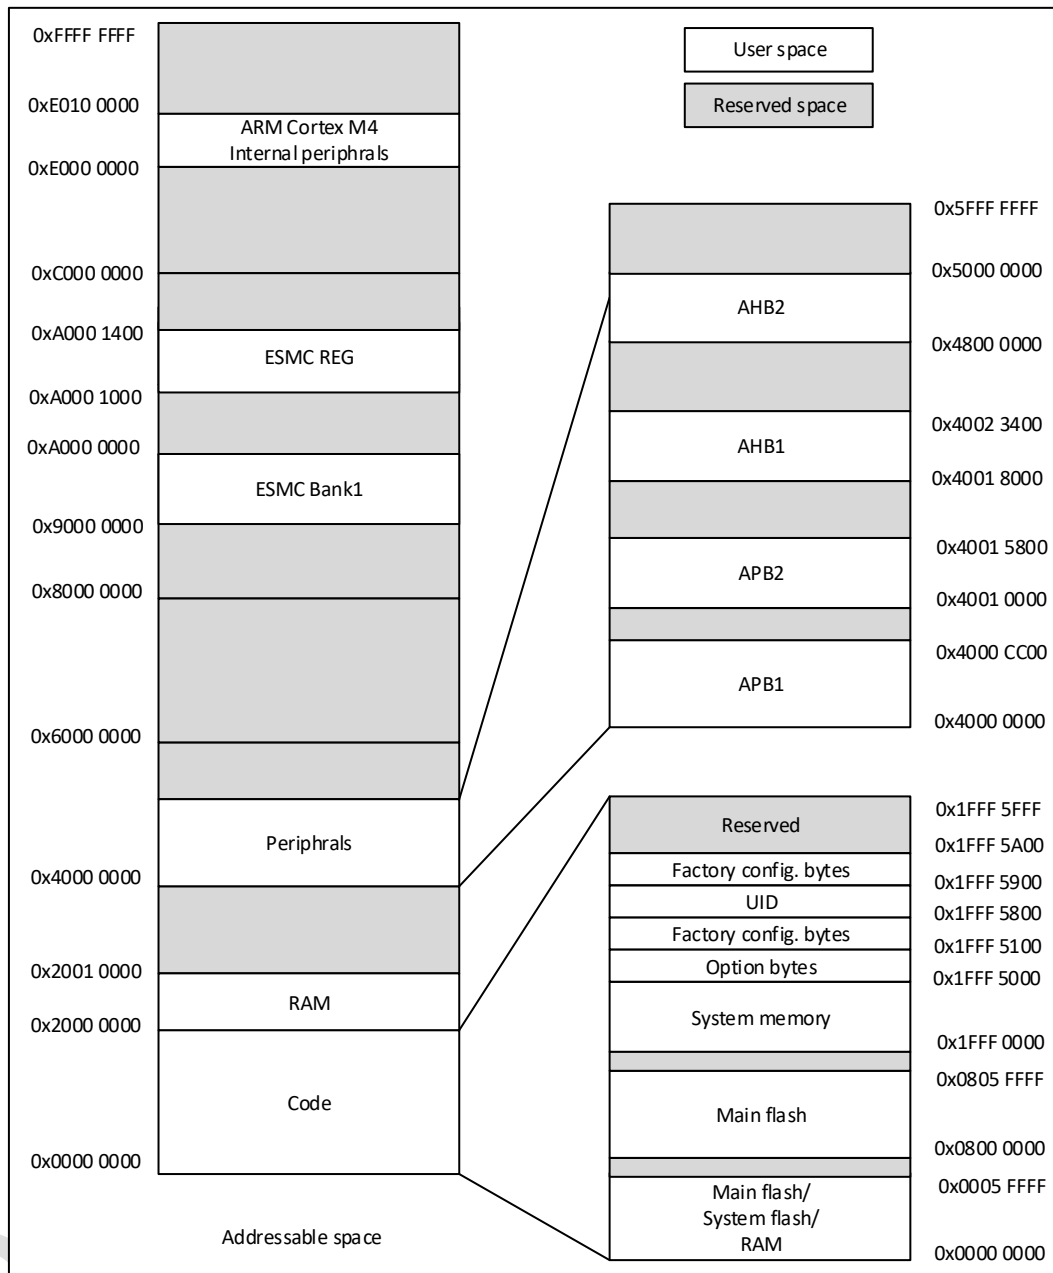 0xFFFF FFFF
0xE010 0000
ARM Cortex M4
Internal periphrals
0xE000 0000
0xC000 0000
0xA000 1400
ESMC REG
0xA000 1000
0xA000 0000
ESMC Bank1
0x9000 0000
0x8000 0000
0x6000 0000
Periphrals
0x4000 0000
0x2001 0000
RAM
0x2000 0000
Code
0x0000 0000
Addressable space
User space
Reserved space
0x5FFF FFFF
0x5000 0000
AHB2
0x4800 0000
0x4002 3400
AHB1
0x4001 8000
0x4001 5800
APB2
0x4001 0000
0x4000 CC00
APB1
0x4000 0000
0x1FFF 5FFF
Reserved
0x1FFF 5A00
Factory config. bytes
0x1FFF 5900
UID
0x1FFF 5800
Factory config. bytes
0x1FFF 5100
Option bytes
0x1FFF 5000
System memory
0x1FFF 0000
0x0805 FFFF
Main flash
0x0800 0000
0x0005 FFFF
Main flash/
System flash/
RAM
0x0000 0000